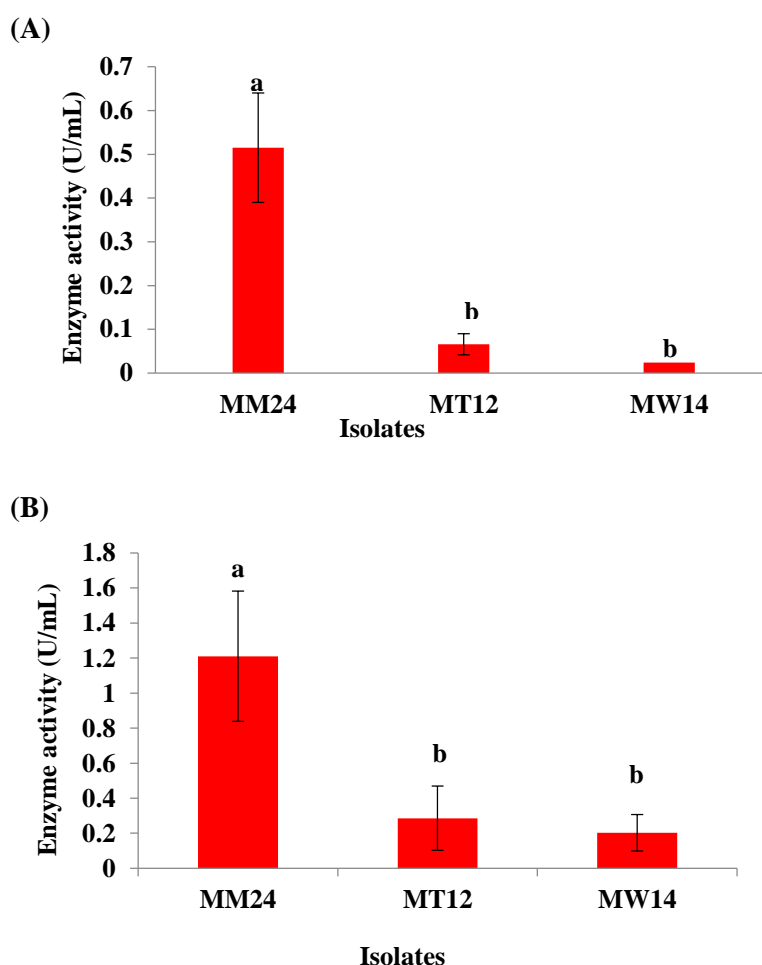 (A)
Enzyme activity (U/mL)
0.7
0.6
0.5
0.4
0.3
0.2
0.1
0
a
b
b
MM24 MT12 MW14
Isolates
(B)
Enzyme activity (U/mL)
1.8
1.6
1.4
1.2
1
0.8
0.6
0.4
0.2
0
a
b
b
MM24 MT12 MW14
Isolates